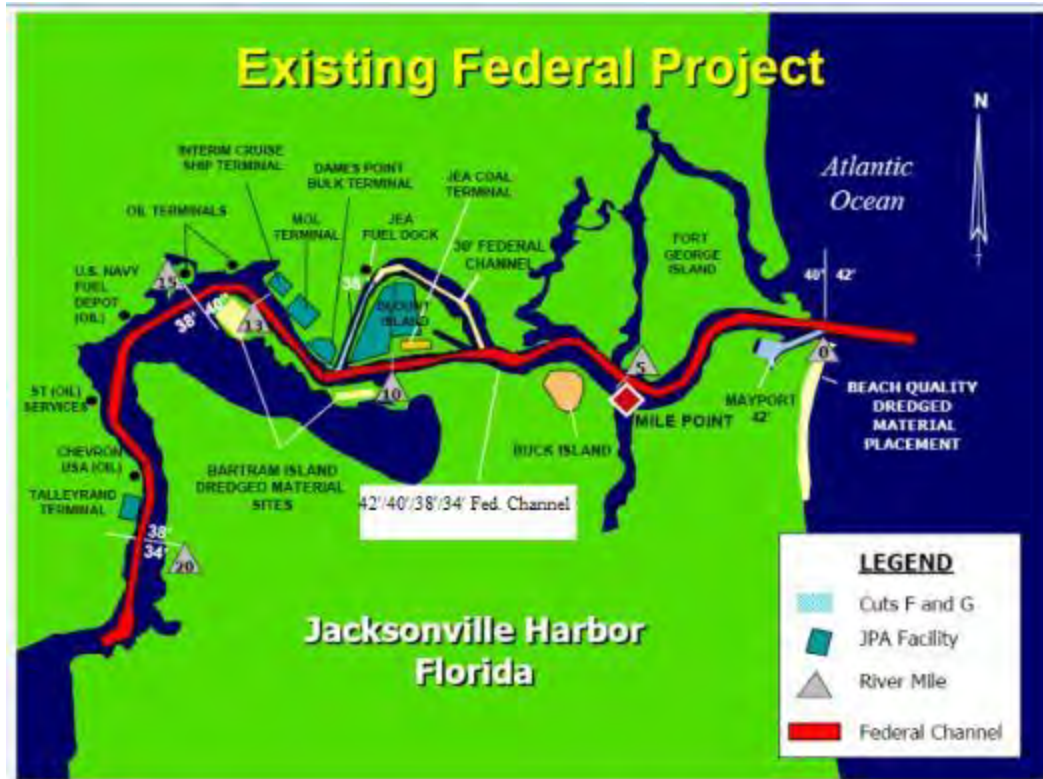 Existing Federal Project
N
INTERIM CRUISE
SHIP TERMINAL
DAMES POINT
BULK TERMINAL
JEA COAL
TERMINAL
Atlantic
Ocean
OIL TERMINALS
MOL
TERMINAL
JEA
FUEL DOCK
30' FEDERAL
CHANNEL
FORT
GEORGE
ISLAND
U.S. NAVY
FUEL
DEPOT
(OIL)
38'
40'
13
38'
BLOUNT
ISLAND
40' 42'
10
5
0
ST (OIL)
SERVICES
MILE POINT
MAYPORT
42'
BEACH QUALITY
DREDGED
MATERIAL
PLACEMENT
BUCK ISLAND
CHEVRON
USA (OIL)
BARTRAM ISLAND
DREDGED MATERIAL
SITES
TALLEYRAND
TERMINAL
42'/40'/38'/34' Fed. Channel
38'
34'
20
LEGEND
Cuts F and G
JPA Facility
River Mile
Federal Channel
Jacksonville Harbor
Florida